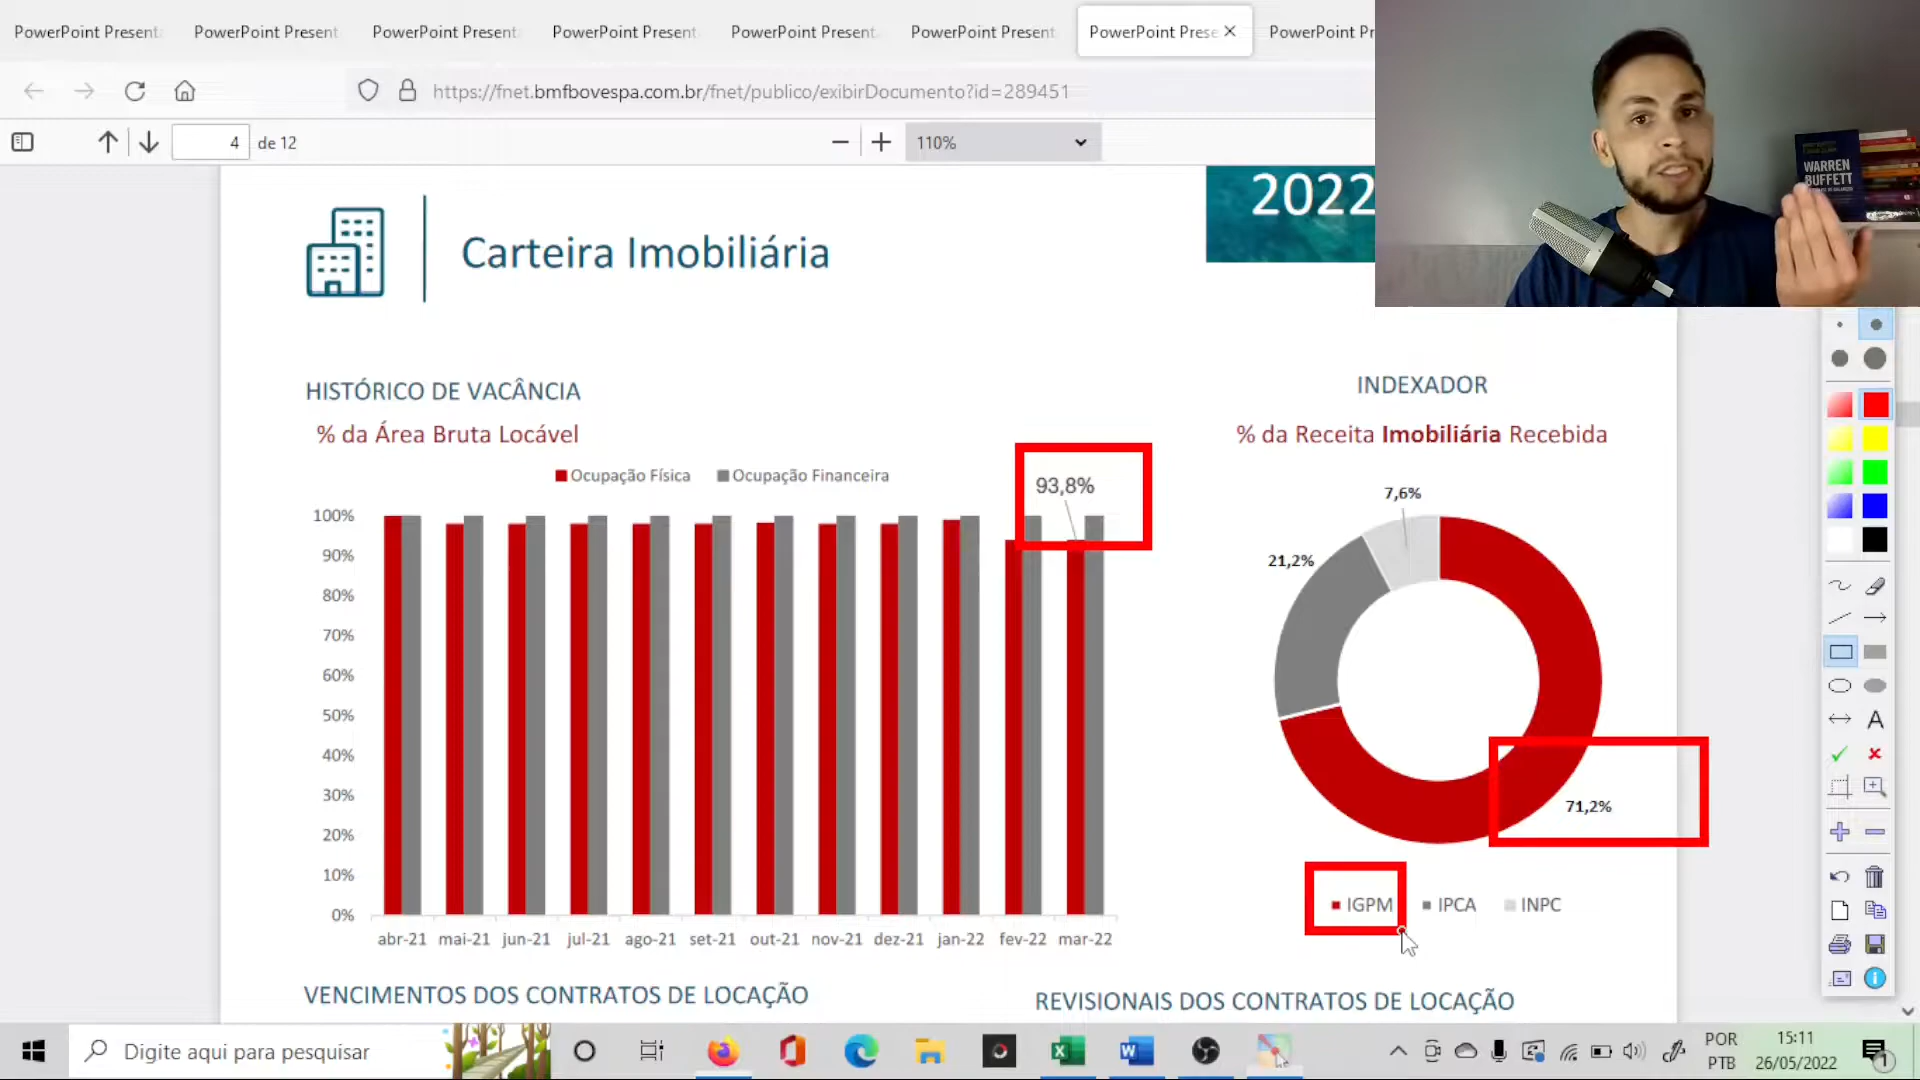 PowerPoint Present
PowerPoint Present
PowerPoint Present
PowerPoint Present
PowerPoint Present
PowerPoint Present
PowerPoint Prese
PowerPoint Pr
https://fnet.bmfbovespa.com.br/fnet/publico/exibirDocumento?id=289451
4 de 12
110%
WARREN
BUFFETT
2022
Carteira Imobiliária
HISTÓRICO DE VACÂNCIA
% da Área Bruta Locável
Ocupação Física Ocupação Financeira
93,8%
100%
90%
80%
70%
60%
50%
40%
30%
20%
10%
0%
abr-21 mai-21 jun-21 jul-21 ago-21 set-21 out-21 nov-21 dez-21 jan-22 fev-22 mar-22
INDEXADOR
% da Receita Imobiliária Recebida
7,6%
21,2%
71,2%
IGPM IPCA INPC
VENCIMENTOS DOS CONTRATOS DE LOCAÇÃO
REVISIONAIS DOS CONTRATOS DE LOCAÇÃO
A
Digite aqui para pesquisar
POR
PTB
15:11
26/05/2022
1